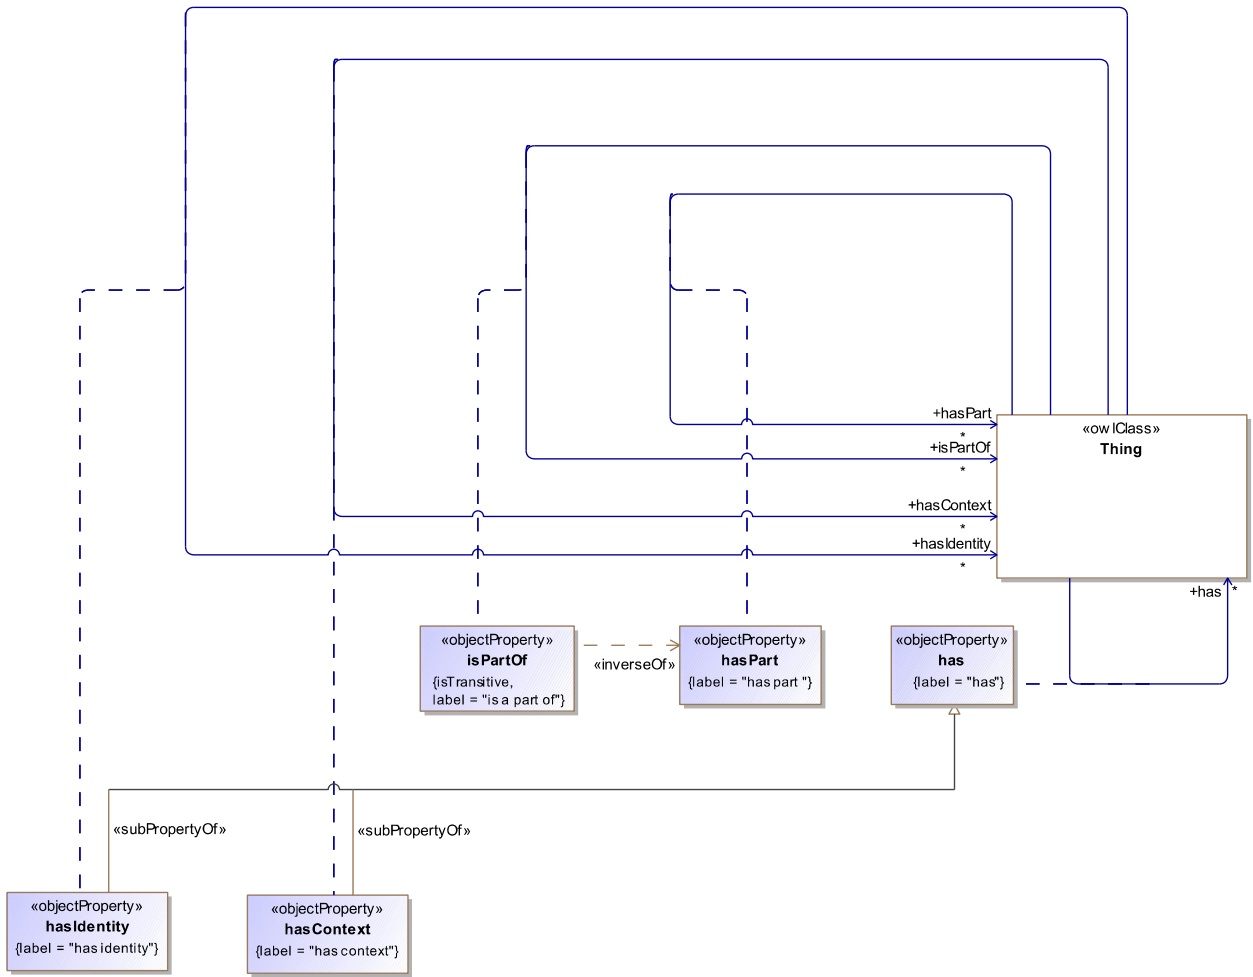 +hasPart
*
+isPartOf
*
+hasContext
*
+hasIdentity
*
«owlClass»
Thing
+has
*
«objectProperty»
isPartOf
{isTransitive,
label = "is a part of"}
«inverseOf»
«objectProperty»
hasPart
{label = "has part "}
«objectProperty»
has
{label = "has"}
«subPropertyOf»
«subPropertyOf»
«objectProperty»
hasIdentity
{label = "has identity"}
«objectProperty»
hasContext
{label = "has context"}